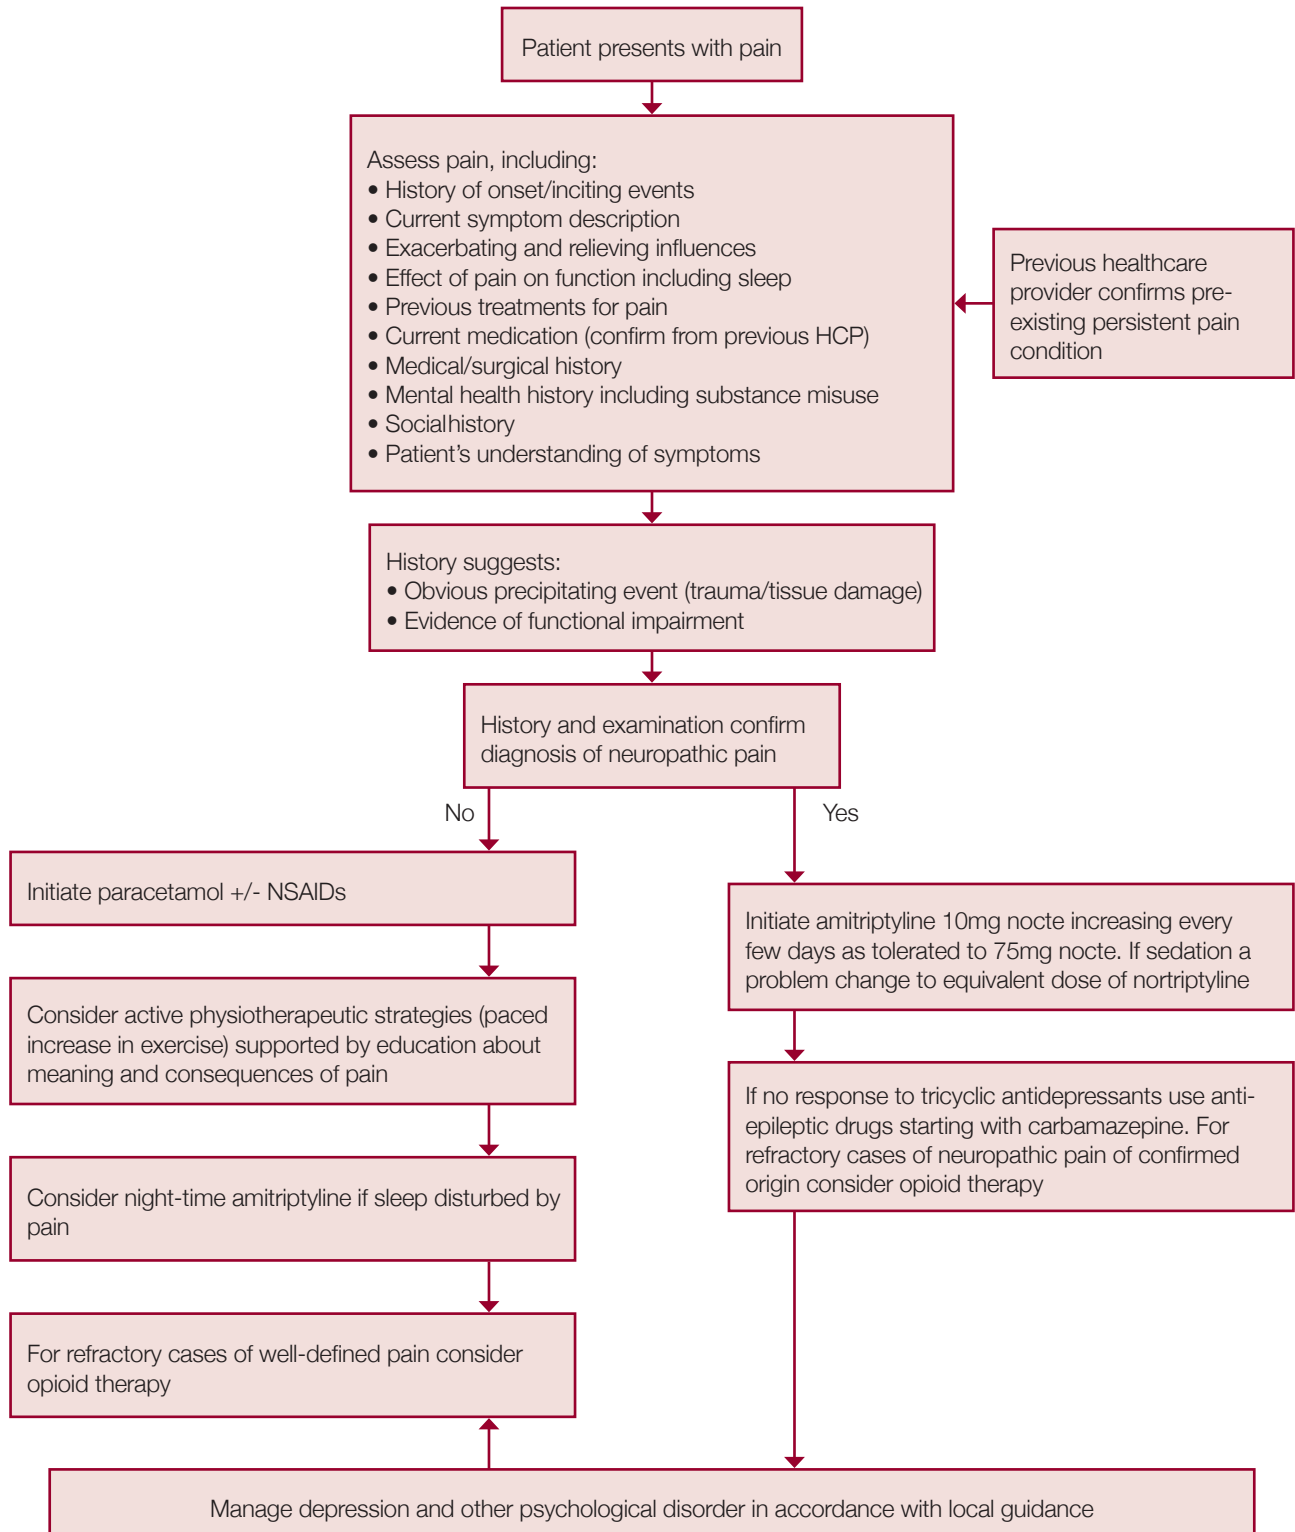 Patient presents with pain
Assess pain, including:
• History of onset/inciting events
• Current symptom description
• Exacerbating and relieving influences
• Effect of pain on function including sleep
• Previous treatments for pain
• Current medication (confirm from previous HCP)
• Medical/surgical history
• Mental health history including substance misuse
• Socialhistory
• Patient’s understanding of symptoms
Previous healthcare
provider confirms pre-
existing persistent pain
condition
History suggests:
• Obvious precipitating event (trauma/tissue damage)
• Evidence of functional impairment
History and examination confirm
diagnosis of neuropathic pain
No
Yes
Initiate paracetamol +/- NSAIDs
Consider active physiotherapeutic strategies (paced
increase in exercise) supported by education about
meaning and consequences of pain
Consider night-time amitriptyline if sleep disturbed by
pain
For refractory cases of well-defined pain consider
opioid therapy
Initiate amitriptyline 10mg nocte increasing every
few days as tolerated to 75mg nocte. If sedation a
problem change to equivalent dose of nortriptyline
If no response to tricyclic antidepressants use anti-
epileptic drugs starting with carbamazepine. For
refractory cases of neuropathic pain of confirmed
origin consider opioid therapy
Manage depression and other psychological disorder in accordance with local guidance